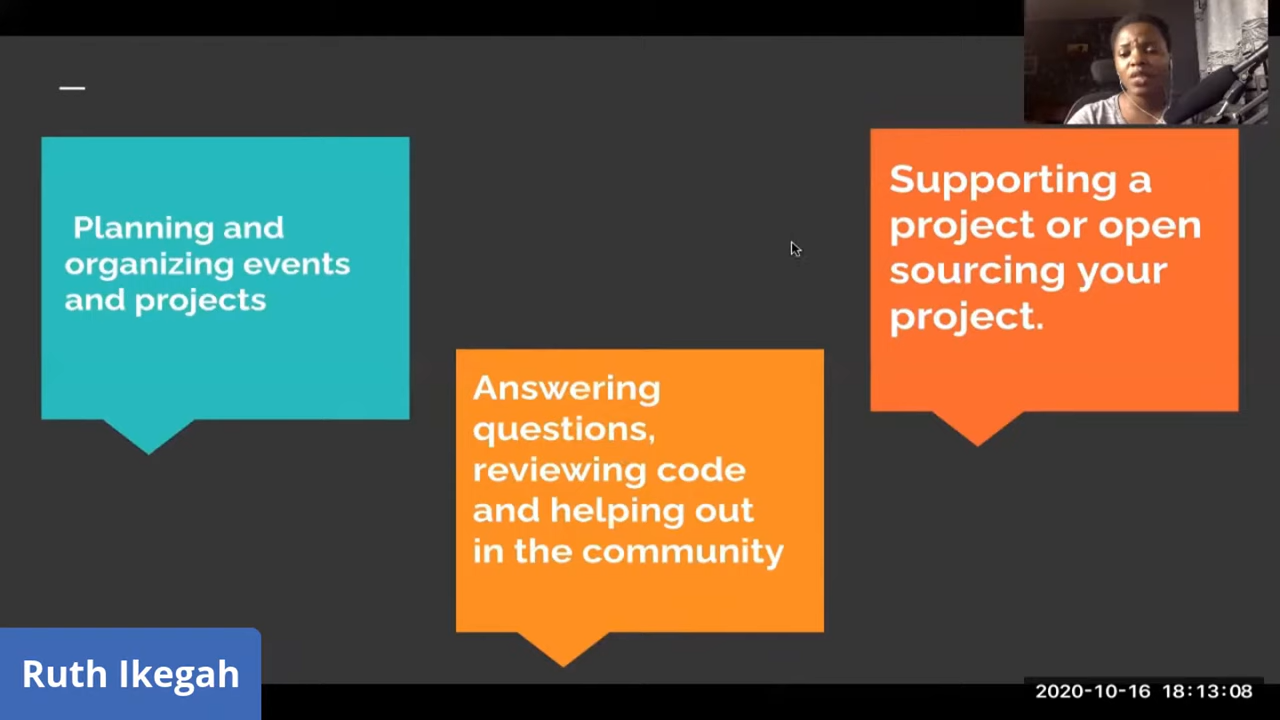 Planning and
organizing events
and projects
Answering
questions,
reviewing code
and helping out
in the community
Supporting a
project or open
sourcing your
project.
Ruth Ikegah
2020-10-16 18:13:08